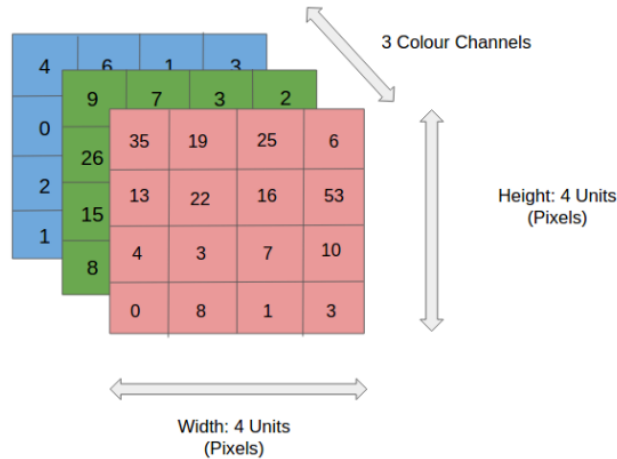 4 6 1 3
3 Colour Channels
9 7 3 2
35 19 25 6
0
26
13 22 16 53
2
Height: 4 Units
(Pixels)
15
1
4 3 7 10
8
0 8 1 3
Width: 4 Units
(Pixels)